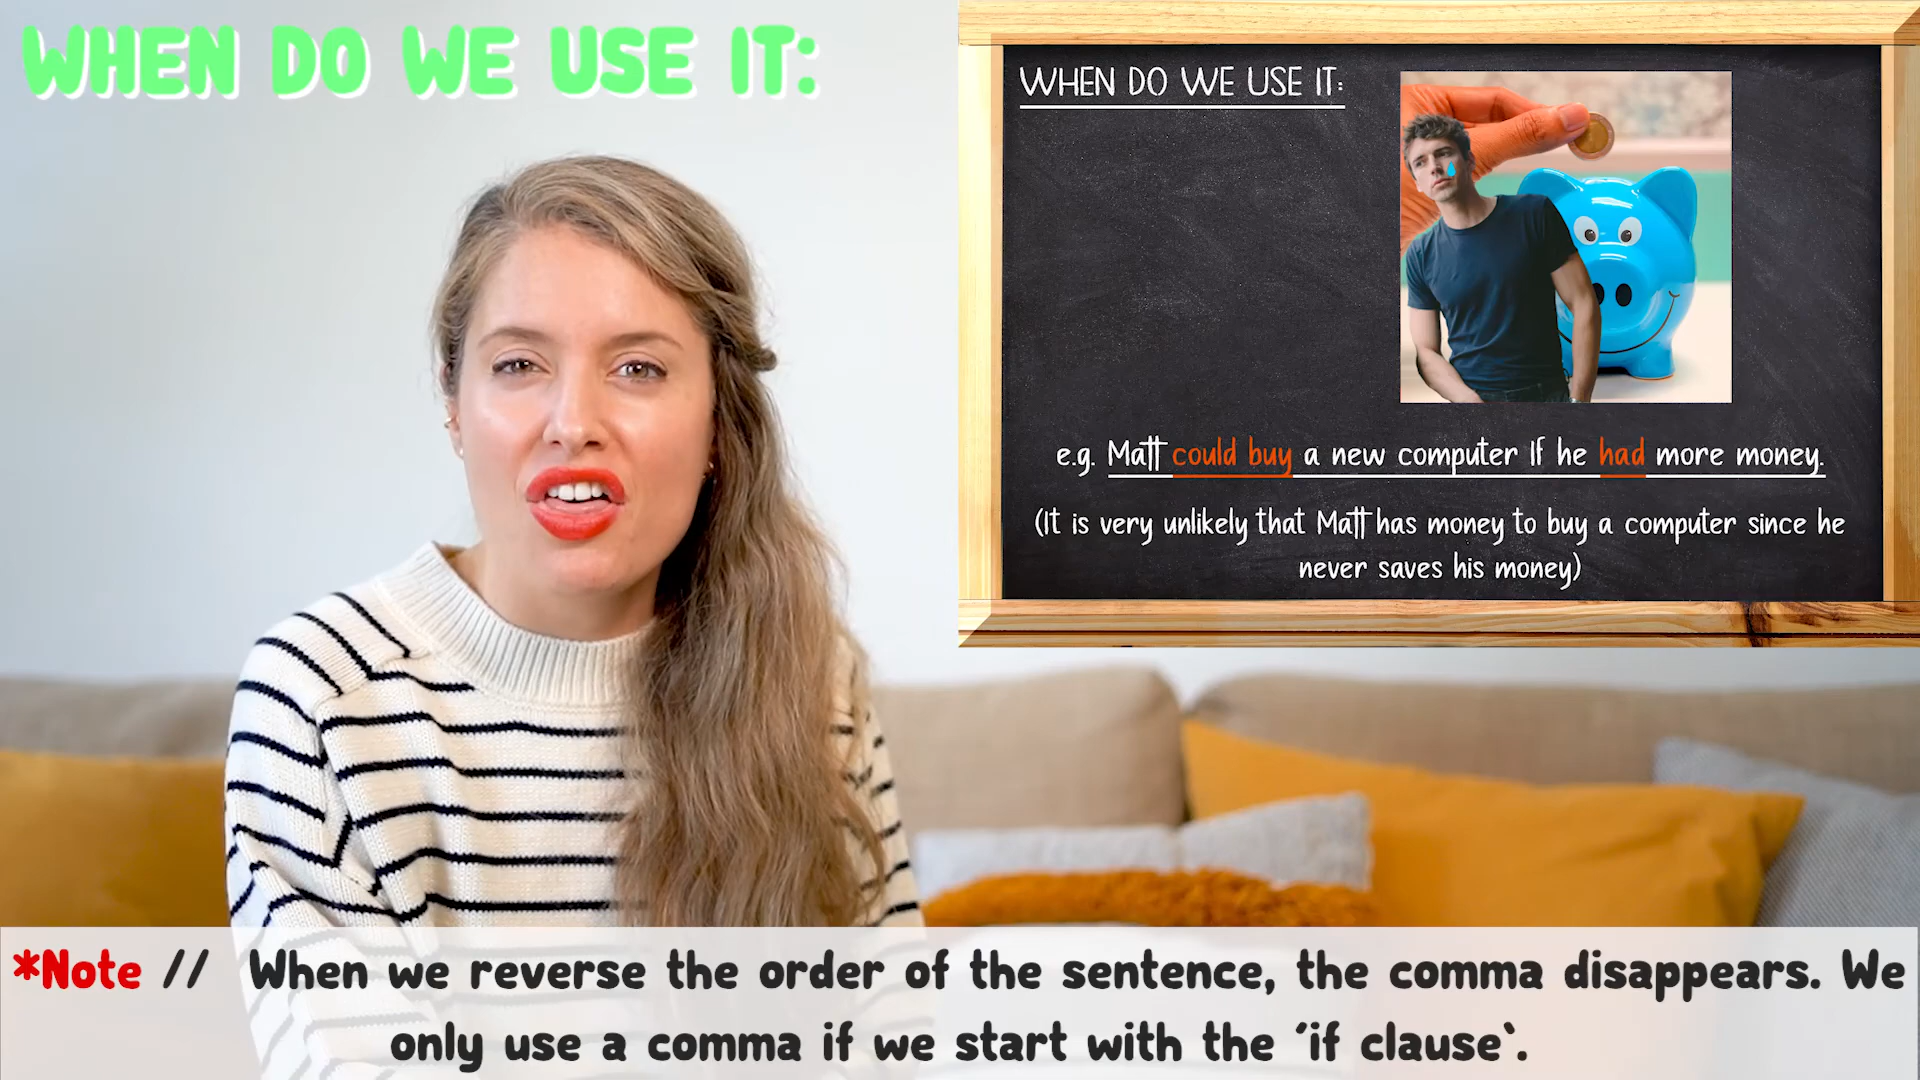 WHEN DO WE USE IT:
WHEN DO WE USE IT:
e.g. Matt could buy a new computer If he had more money.
(It is very unlikely that Matt has money to buy a computer since he
never saves his money)
*Note // When we reverse the order of the sentence, the comma disappears. We
only use a comma if we start with the ´if clause`.